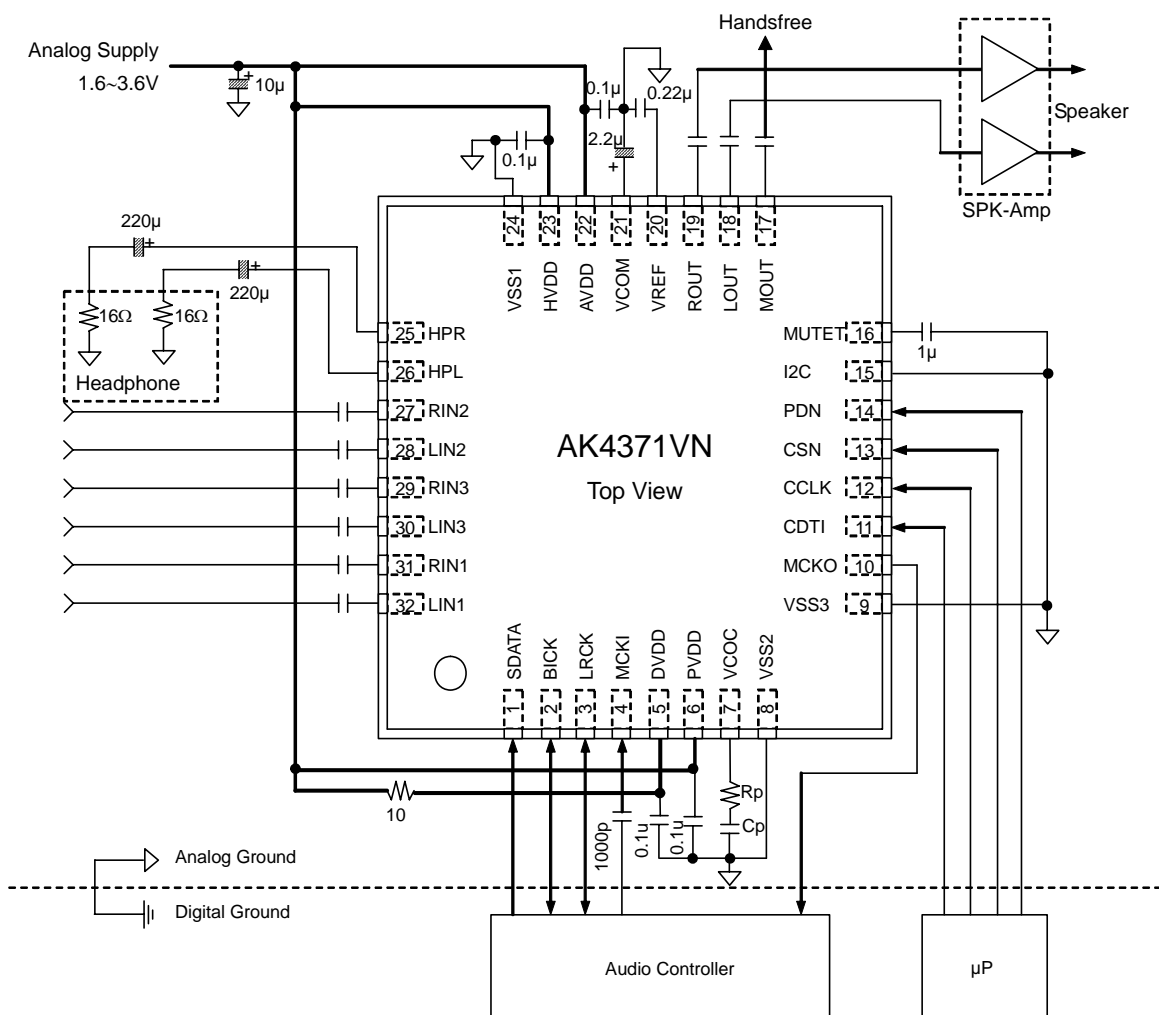 Handsfree
Analog Supply
1.6~3.6V
10µ
+
0.1µ
0.22µ
2.2µ
+
0.1µ
Speaker
SPK-Amp
220µ
+
220µ
+
16Ω
16Ω
Headphone
24
23
22
21
20
19
18
17
VSS1
HVDD
AVDD
VCOM
VREF
ROUT
LOUT
MOUT
25 HPR
26 HPL
27 RIN2
28 LIN2
29 RIN3
30 LIN3
31 RIN1
32 LIN1
MUTET 16
1µ
I2C 15
PDN 14
CSN 13
CCLK 12
CDTI 11
MCKO 10
VSS3 9
AK4371VN
Top View
SDATA
BICK
LRCK
MCKI
DVDD
PVDD
VCOC
VSS2
1
2
3
4
5
6
7
8
10
1000p
0.1u
0.1u
Rp
Cp
Analog Ground
Digital Ground
Audio Controller
µP